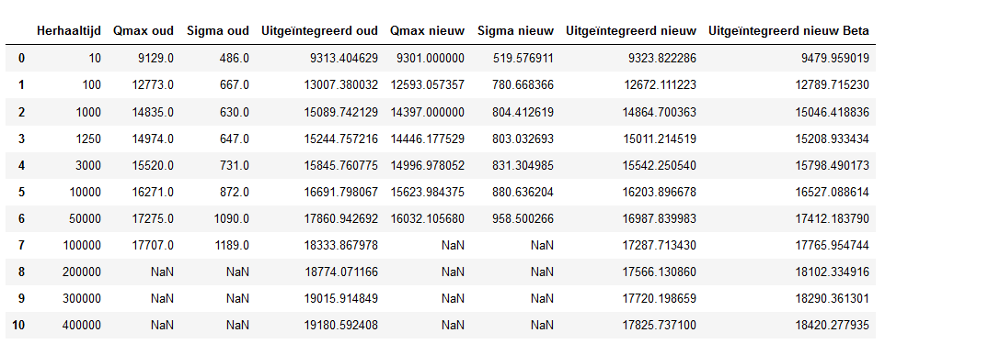 Herhaaltijd Qmax oud Sigma oud Uitgeïntegreerd oud Qmax nieuw Sigma nieuw Uitgeïntegreerd nieuw Uitgeïntegreerd nieuw Beta
0 10 9129.0 486.0 9313.404629 9301.000000 519.576911 9323.822286 9479.959019
1 100 12773.0 667.0 13007.380032 12593.057357 780.668366 12672.111223 12789.715230
2 1000 14835.0 630.0 15089.742129 14397.000000 804.412619 14864.700363 15046.418836
3 1250 14974.0 647.0 15244.757216 14446.177529 803.032693 15011.214519 15208.933434
4 3000 15520.0 731.0 15845.760775 14996.978052 831.304985 15542.250540 15798.490173
5 10000 16271.0 872.0 16691.798067 15623.984375 880.636204 16203.896678 16527.088614
6 50000 17275.0 1090.0 17860.942692 16032.105680 958.500266 16987.839983 17412.183790
7 100000 17707.0 1189.0 18333.867978 NaN NaN 17287.713430 17765.954744
8 200000 NaN NaN 18774.071166 NaN NaN 17566.130860 18102.334916
9 300000 NaN NaN 19015.914849 NaN NaN 17720.198659 18290.361301
10 400000 NaN NaN 19180.592408 NaN NaN 17825.737100 18420.277935